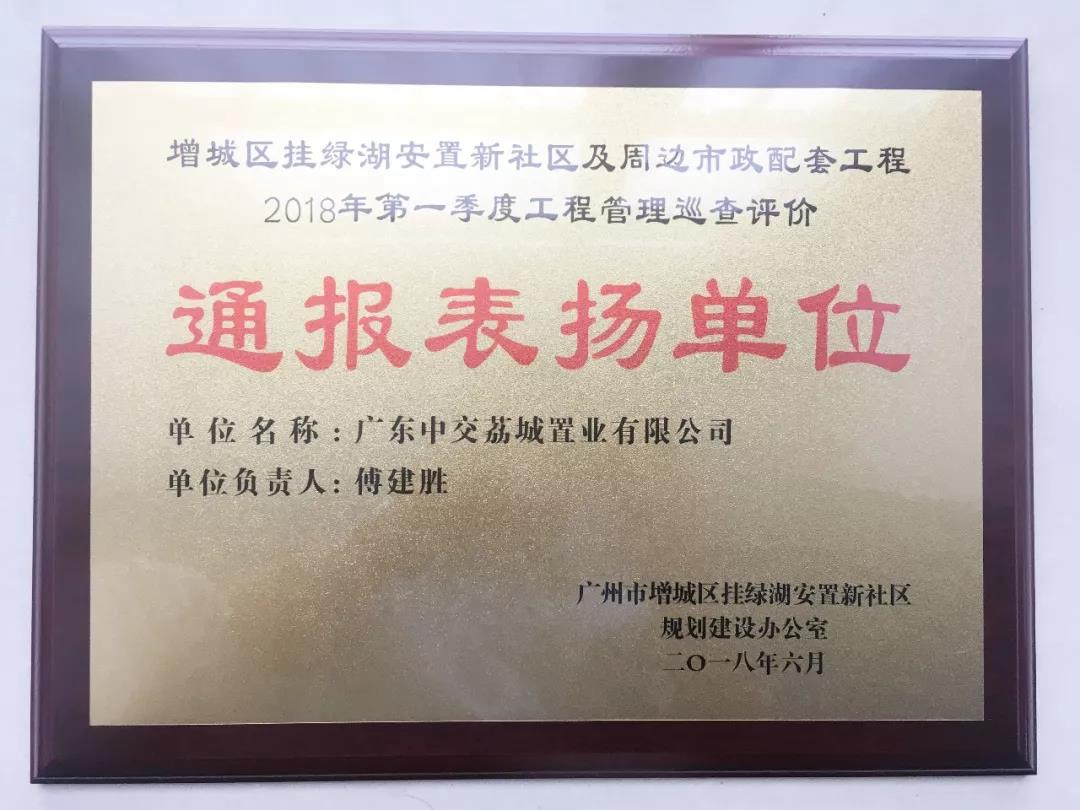 增城区挂绿湖安置新社区及周边市政配套工程
2018年第一季度工程管理巡查评价
通报表扬单位
单位名称：广东中交荔城置业有限公司
单位负责人：傅建胜
广州市增城区挂绿湖安置新社区
规划建设办公室
二〇一八年六月